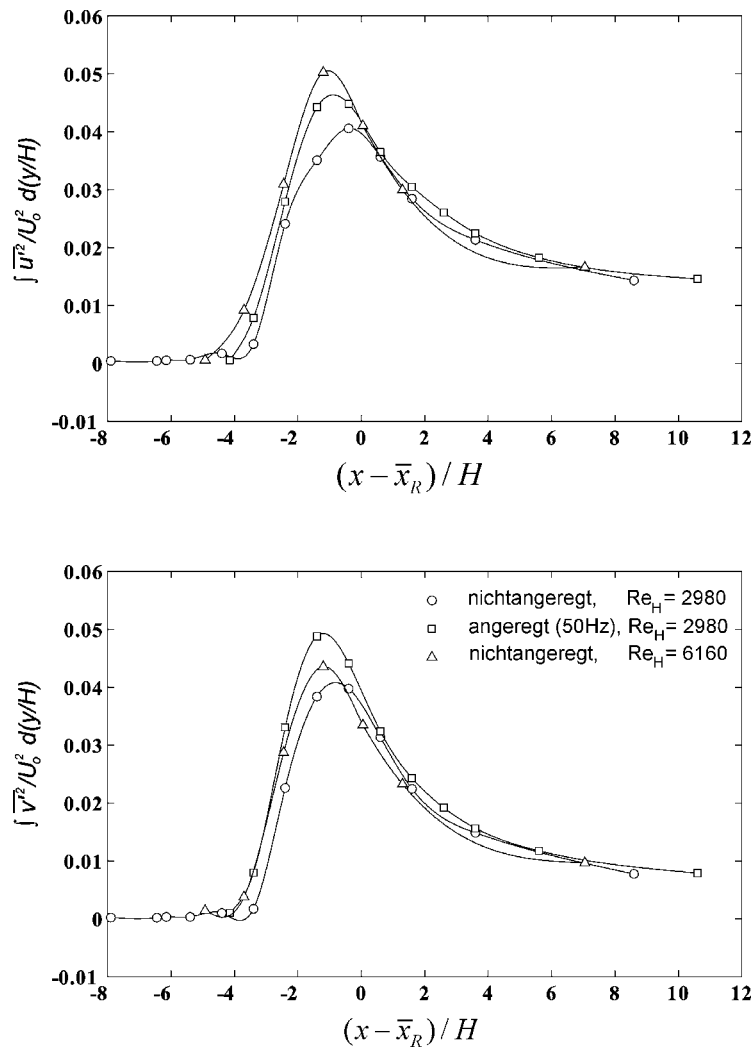 0.06
0.05
0.04
0.03
0.02
0.01
0
-0.01
∫ u'²/U₀² d(y/H)
-8 -6 -4 -2 0 2 4 6 8 10 12
(x − x̅_R) / H
0.06
0.05
0.04
0.03
0.02
0.01
0
-0.01
∫ v'²/U₀² d(y/H)
nichtangeregt, Re_H = 2980
angeregt (50Hz), Re_H = 2980
nichtangeregt, Re_H = 6160
-8 -6 -4 -2 0 2 4 6 8 10 12
(x − x̅_R) / H